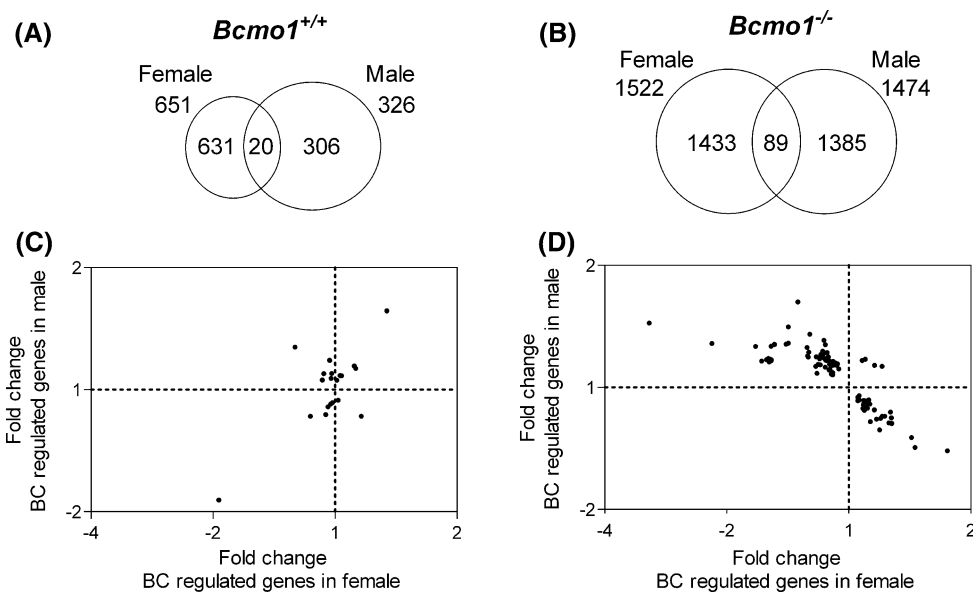 (A)
Bcmo1+/+
Female
651
Male
326
631
20
306
(B)
Bcmo1-/-
Female
1522
Male
1474
1433
89
1385
(C)
Fold change
BC regulated genes in male
2
1
-2
-4
-2
1
2
Fold change
BC regulated genes in female
(D)
Fold change
BC regulated genes in male
2
1
-2
-4
-2
1
2
Fold change
BC regulated genes in female